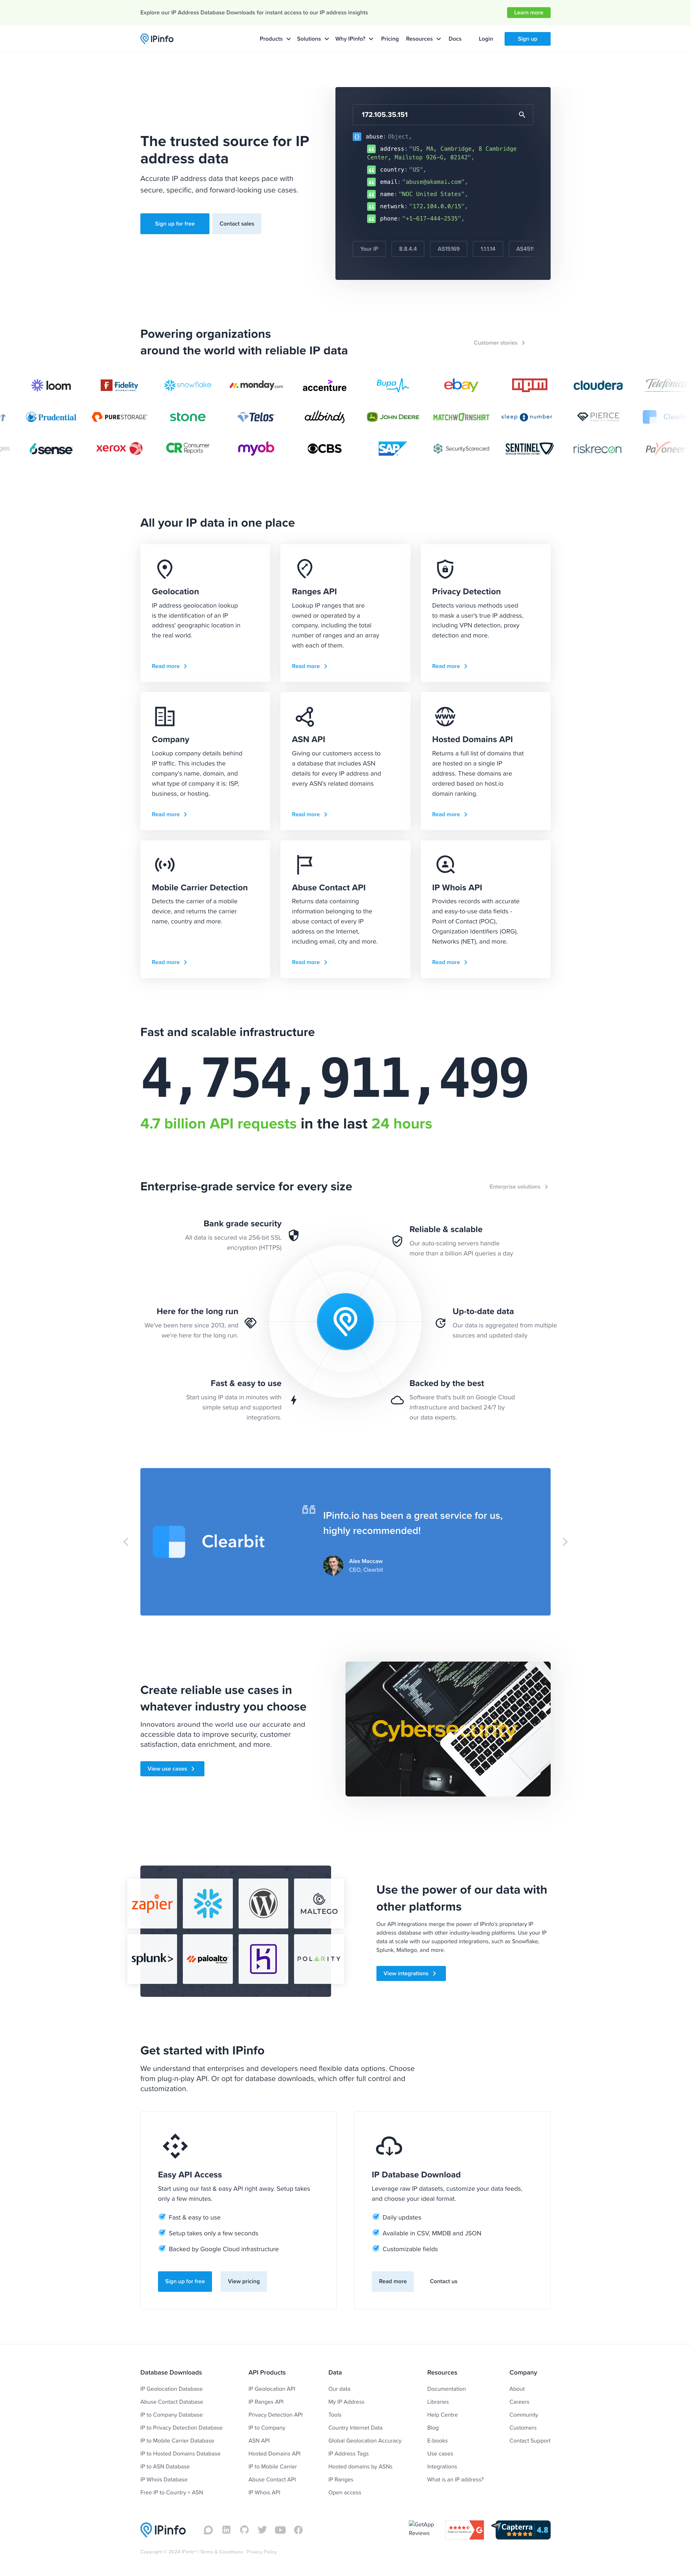 Explore our IP Address Database Downloads for instant access to our IP address insights
Learn more
IPinfo
Products
Solutions
Why IPinfo?
Pricing
Resources
Docs
Login
Sign up
The trusted source for IP
address data
Accurate IP address data that keeps pace with
secure, specific, and forward-looking use cases.
Sign up for free
Contact sales
172.105.35.151
abuse: Object,
address: "US, MA, Cambridge, 8 Cambridge
Center, Mailstop 926-G, 02142",
country: "US",
email: "abuse@akamai.com",
name: "NOC United States",
network: "172.104.0.0/15",
phone: "+1-617-444-2535",
Your IP
8.8.4.4
AS15169
1.1.1.14
Powering organizations
around the world with reliable IP data
Customer stories
loom
Fidelity
snowflake
monday.com
accenture
Bupa
ebay
npm
cloudera
Telefónica
Prudential
PURESTORAGE
stone
Telos
allbirds
JOHN DEERE
MATCHWORNSHIRT
sleep number
PIERCE
6sense
xerox
CR Consumer Reports
myob
CBS
SAP
SecurityScorecard
SENTINEL
riskrecon
Payoneer
All your IP data in one place
Geolocation
IP address geolocation lookup
is the identification of an IP
address' geographic location in
the real world.
Read more
Ranges API
Lookup IP ranges that are
owned or operated by a
company, including the total
number of ranges and an array
with each of them.
Read more
Privacy Detection
Detects various methods used
to mask a user's true IP address,
including VPN detection, proxy
detection and more.
Read more
Company
Lookup company details behind
IP traffic. This includes the
company's name, domain, and
what type of company it is: ISP,
business, or hosting.
Read more
ASN API
Giving our customers access to
a database that includes ASN
details for every IP address and
every ASN's related domains
Read more
Hosted Domains API
Returns a full list of domains that
are hosted on a single IP
address. These domains are
ordered based on host.io
domain ranking.
Read more
Mobile Carrier Detection
Detects the carrier of a mobile
device, and returns the carrier
name, country and more.
Read more
Abuse Contact API
Returns data containing
information belonging to the
abuse contact of every IP
address on the Internet,
including email, city and more.
Read more
IP Whois API
Provides records with accurate
and easy-to-use data fields -
Point of Contact (POC),
Organization Identifiers (ORG),
Networks (NET), and more.
Read more
Fast and scalable infrastructure
4,754,911,499
4.7 billion API requests in the last 24 hours
Enterprise-grade service for every size
Enterprise solutions
Bank grade security
All data is secured via 256-bit SSL
encryption (HTTPS)
Reliable & scalable
Our auto-scaling servers handle
more than a billion API queries a day
Here for the long run
We've been here since 2013, and
we're here for the long run.
Up-to-date data
Our data is aggregated from multiple
sources and updated daily
Fast & easy to use
Start using IP data in minutes with
simple setup and supported
integrations.
Backed by the best
Software that's built on Google Cloud
infrastructure and backed 24/7 by
our data experts.
Clearbit
IPinfo.io has been a great service for us,
highly recommended!
Alex Maccaw
CEO, Clearbit
Create reliable use cases in
whatever industry you choose
Innovators around the world use our accurate and
accessible data to improve security, customer
satisfaction, data enrichment, and more.
View use cases
Cybersecurity
zapier
MALTEGO
splunk>
paloalto
POLARITY
Use the power of our data with
other platforms
Our API integrations merge the power of IPinfo's proprietary IP
address database with other industry-leading platforms. Use your IP
data at scale with our supported integrations, such as Snowflake,
Splunk, Maltego, and more.
View integrations
Get started with IPinfo
We understand that enterprises and developers need flexible data options. Choose
from plug-n-play API. Or opt for database downloads, which offer full control and
customization.
Easy API Access
Start using our fast & easy API right away. Setup takes
only a few minutes.
Fast & easy to use
Setup takes only a few seconds
Backed by Google Cloud infrastructure
Sign up for free
View pricing
IP Database Download
Leverage raw IP datasets, customize your data feeds,
and choose your ideal format.
Daily updates
Available in CSV, MMDB and JSON
Customizable fields
Read more
Contact us
Database Downloads
IP Geolocation Database
Abuse Contact Database
IP to Company Database
IP to Privacy Detection Database
IP to Mobile Carrier Database
IP to Hosted Domains Database
IP to ASN Database
IP Whois Database
Free IP to Country + ASN
API Products
IP Geolocation API
IP Ranges API
Privacy Detection API
IP to Company
ASN API
Hosted Domains API
IP to Mobile Carrier
Abuse Contact API
IP Whois API
Data
Our data
My IP Address
Tools
Country Internet Data
Global Geolocation Accuracy
IP Address Tags
Hosted domains by ASNs
IP Ranges
Open access
Resources
Documentation
Libraries
Help Centre
Blog
E-books
Use cases
Integrations
What is an IP address?
Company
About
Careers
Community
Customers
Contact Support
IPinfo
GetApp
Reviews
Capterra
4.8
Copyright © 2024 IPinfo® · Terms & Conditions · Privacy Policy